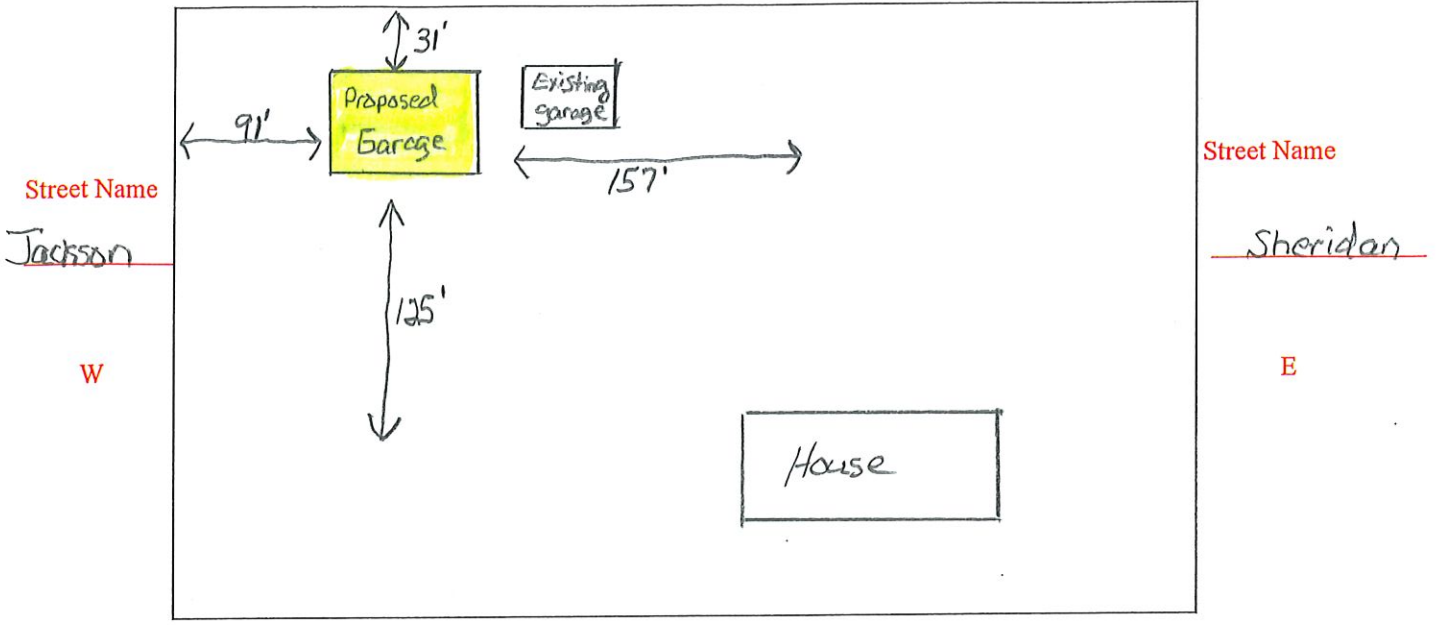 31'
Proposed
Garage
Existing
garage
91'
157'
Street Name
Street Name
Jackson
Sheridan
125'
W
E
House